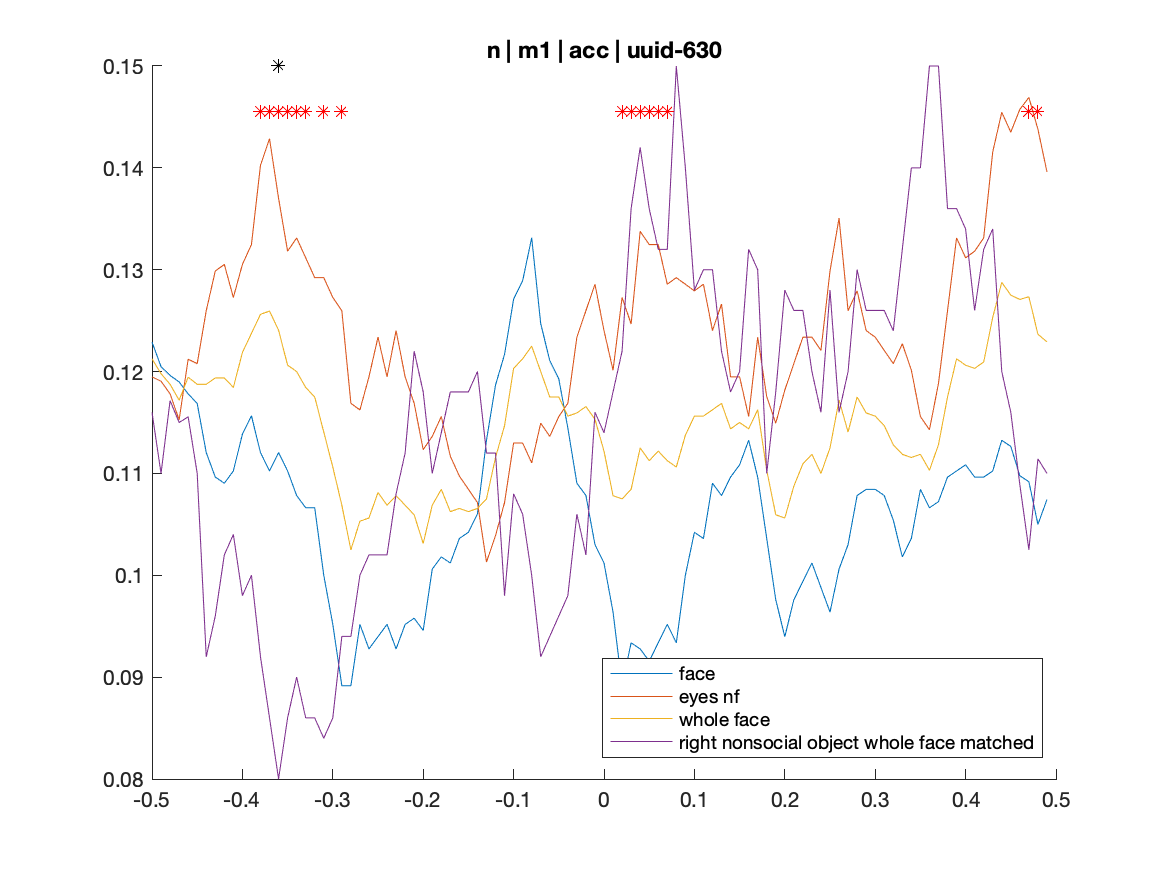 n | m1 | acc | uuid-630
0.15
0.14
0.13
0.12
0.11
0.1
0.09
0.08
-0.5 -0.4 -0.3 -0.2 -0.1 0 0.1 0.2 0.3 0.4 0.5
face
eyes nf
whole face
right nonsocial object whole face matched